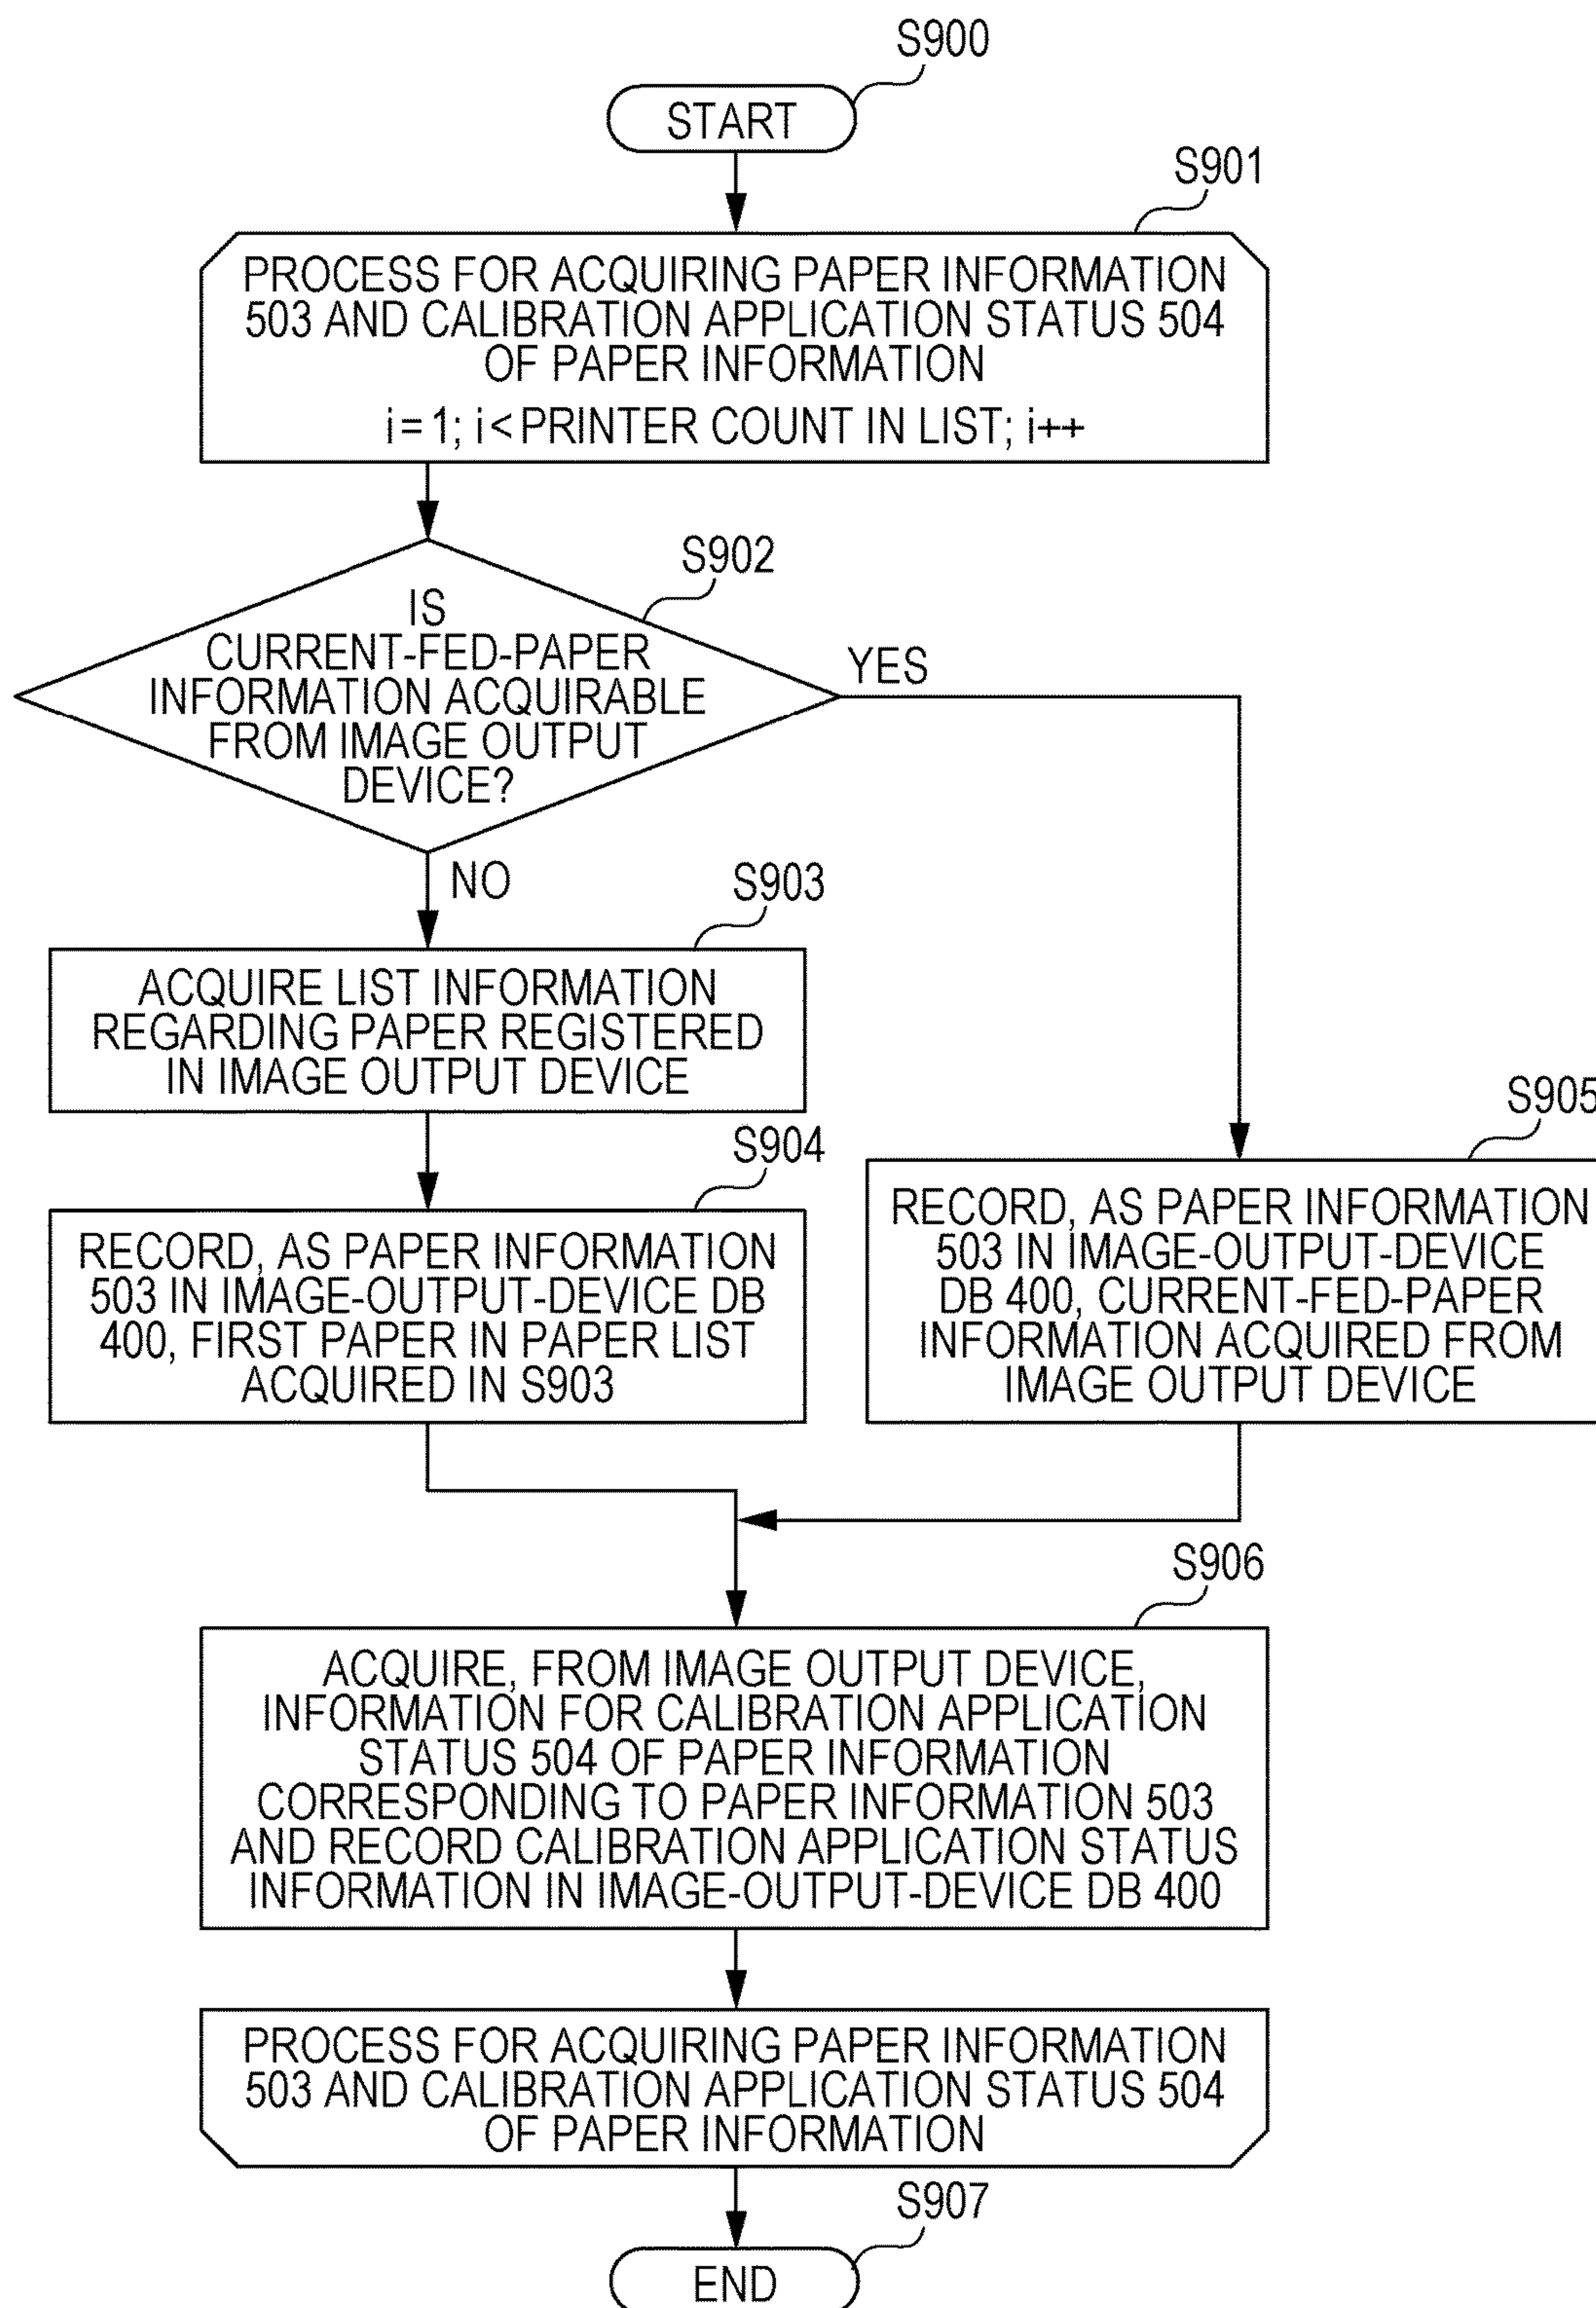 S900
START
S901
PROCESS FOR ACQUIRING PAPER INFORMATION
503 AND CALIBRATION APPLICATION STATUS 504
OF PAPER INFORMATION
i = 1; i < PRINTER COUNT IN LIST; i++
S902
IS
CURRENT-FED-PAPER
INFORMATION ACQUIRABLE
FROM IMAGE OUTPUT
DEVICE?
YES
NO
S903
ACQUIRE LIST INFORMATION
REGARDING PAPER REGISTERED
IN IMAGE OUTPUT DEVICE
S904
RECORD, AS PAPER INFORMATION
503 IN IMAGE-OUTPUT-DEVICE DB
400, FIRST PAPER IN PAPER LIST
ACQUIRED IN S903
S905
RECORD, AS PAPER INFORMATION
503 IN IMAGE-OUTPUT-DEVICE
DB 400, CURRENT-FED-PAPER
INFORMATION ACQUIRED FROM
IMAGE OUTPUT DEVICE
S906
ACQUIRE, FROM IMAGE OUTPUT DEVICE,
INFORMATION FOR CALIBRATION APPLICATION
STATUS 504 OF PAPER INFORMATION
CORRESPONDING TO PAPER INFORMATION 503
AND RECORD CALIBRATION APPLICATION STATUS
INFORMATION IN IMAGE-OUTPUT-DEVICE DB 400
PROCESS FOR ACQUIRING PAPER INFORMATION
503 AND CALIBRATION APPLICATION STATUS 504
OF PAPER INFORMATION
S907
END